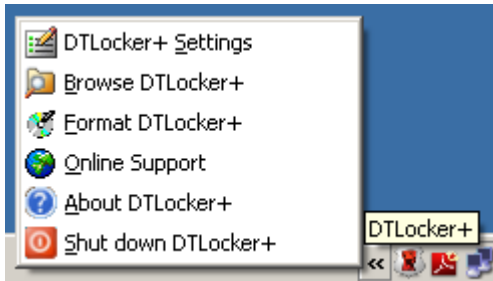 DTLocker+ Settings
Browse DTLocker+
Format DTLocker+
Online Support
About DTLocker+
Shut down DTLocker+
DTLocker+
«